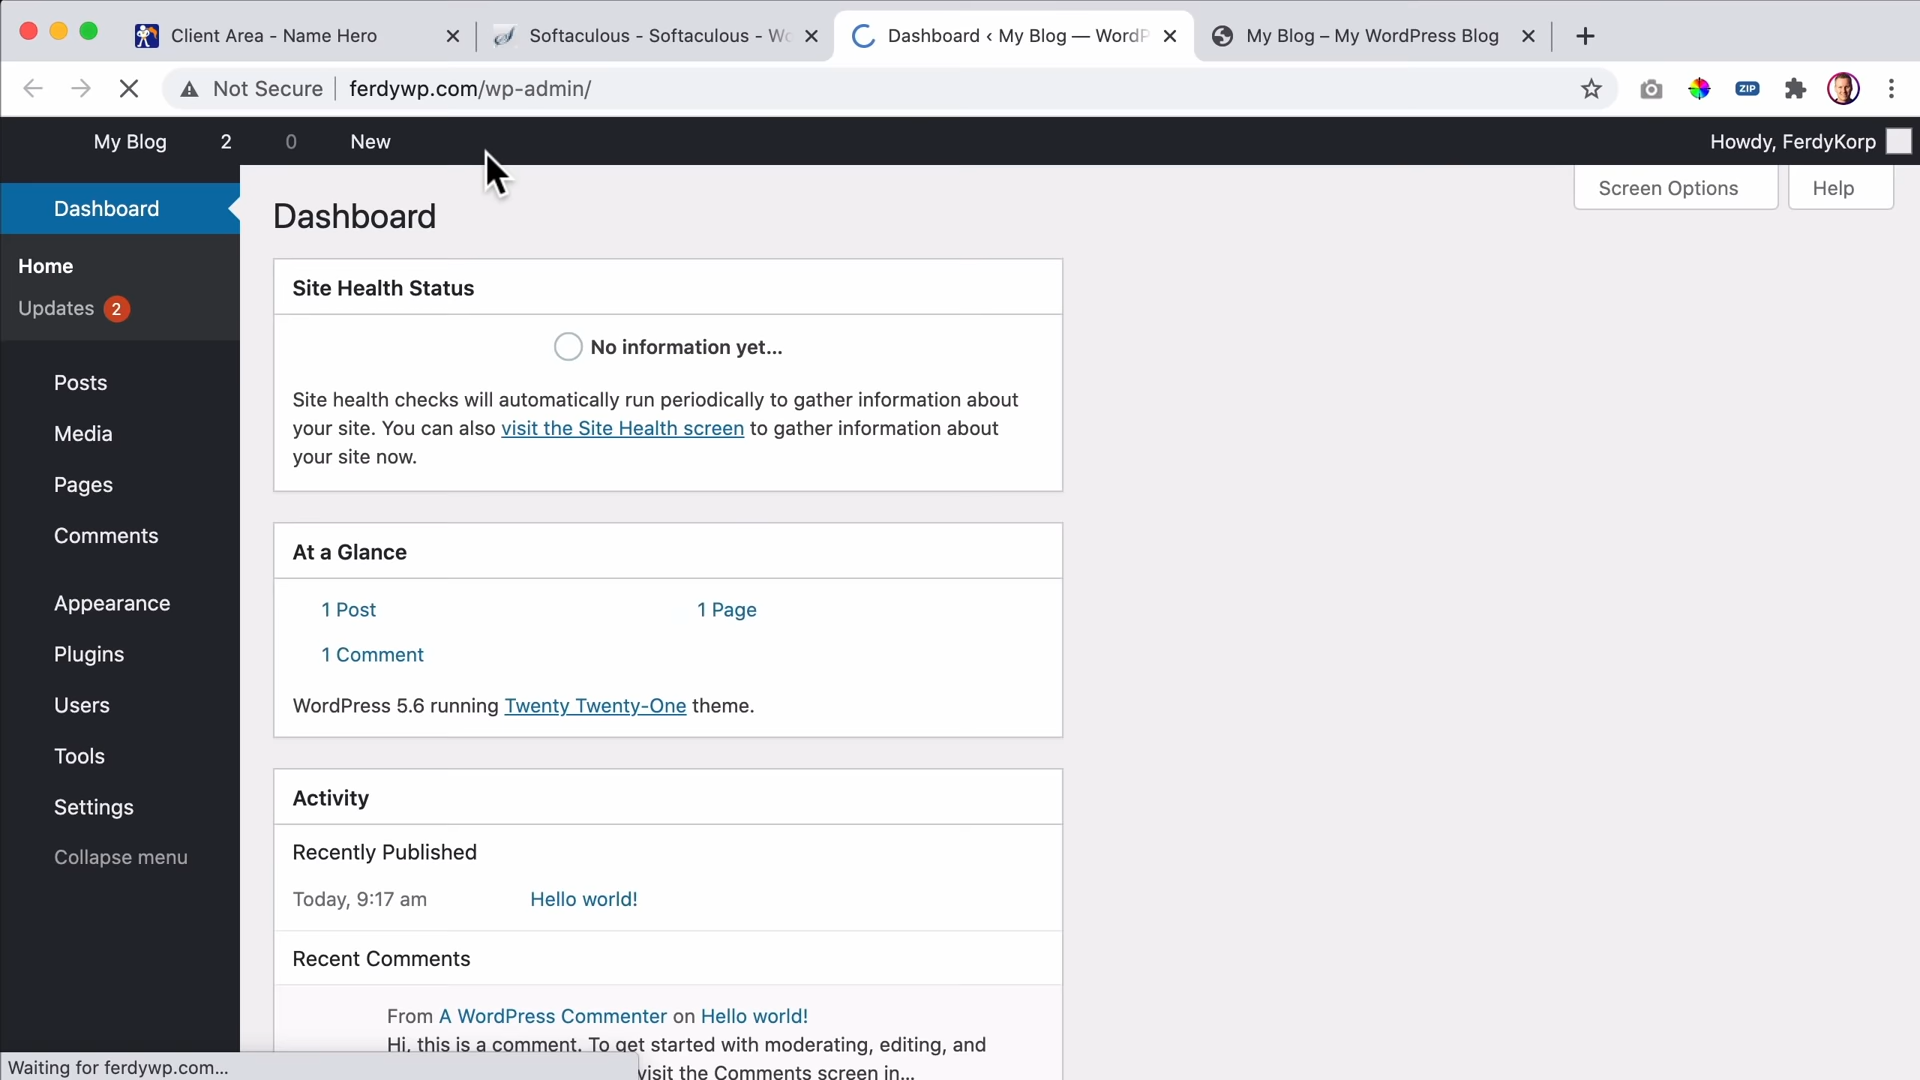 Client Area - Name Hero
Softaculous - Softaculous - Wo
Dashboard ‹ My Blog — WordP
My Blog – My WordPress Blog
Not Secure
ferdywp.com/wp-admin/
ZIP
My Blog
2
0
New
Howdy, FerdyKorp
Screen Options
Help
Dashboard
Home
Updates 2
Posts
Media
Pages
Comments
Appearance
Plugins
Users
Tools
Settings
Collapse menu
Dashboard
Site Health Status
No information yet...
Site health checks will automatically run periodically to gather information about
your site. You can also visit the Site Health screen to gather information about
your site now.
At a Glance
1 Post
1 Page
1 Comment
WordPress 5.6 running Twenty Twenty-One theme.
Activity
Recently Published
Today, 9:17 am
Hello world!
Recent Comments
From A WordPress Commenter on Hello world!
Hi, this is a comment. To get started with moderating, editing, and
visit the Comments screen in...
Waiting for ferdywp.com...